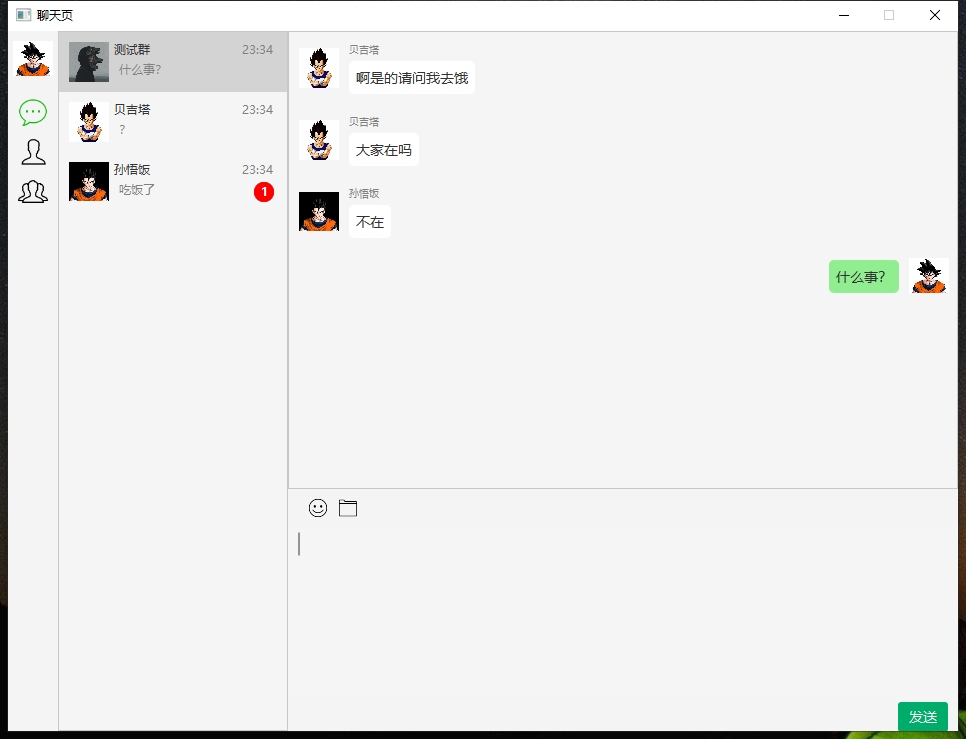 聊天页
测试群 23:34
什么事?
贝吉塔 23:34
?
孙悟饭 23:34
吃饭了 1
贝吉塔
啊是的请问我去饿
贝吉塔
大家在吗
孙悟饭
不在
什么事?
发送